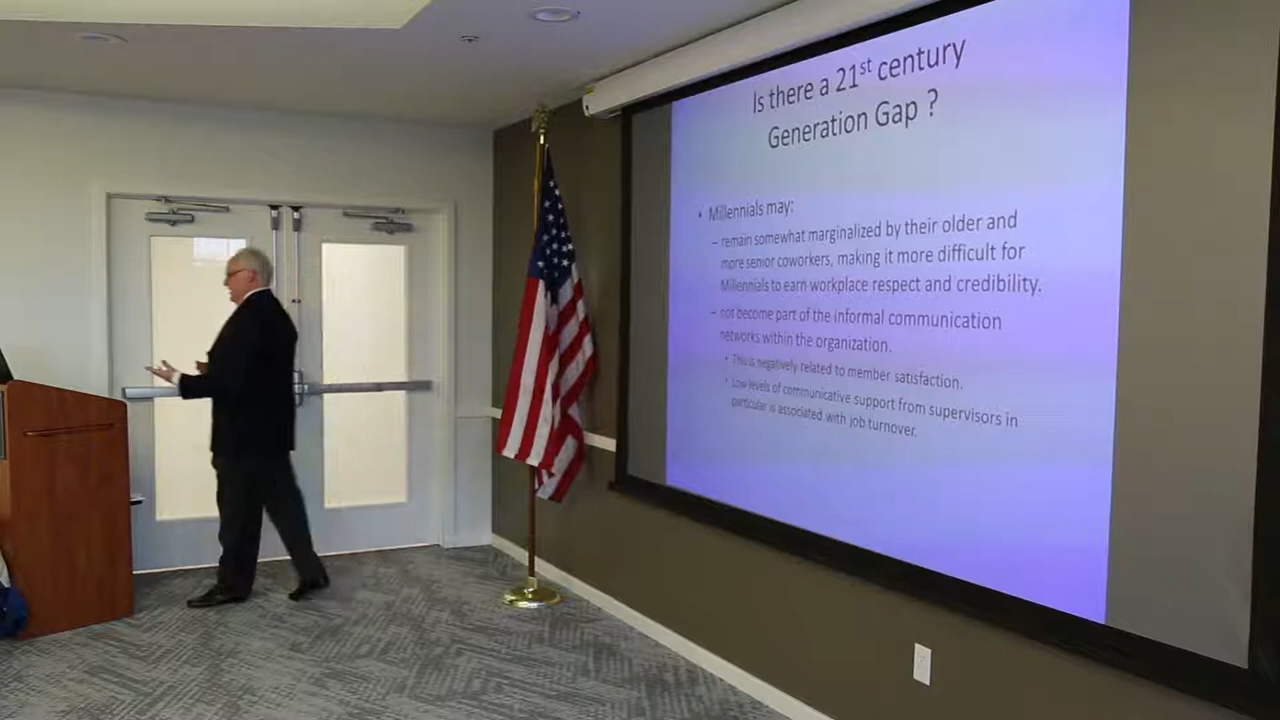 Is there a 21st century
Generation Gap ?
• Millennials may:
– remain somewhat marginalized by their older and
more senior coworkers, making it more difficult for
Millennials to earn workplace respect and credibility.
– not become part of the informal communication
networks within the organization.
• This is negatively related to member satisfaction.
• Low levels of communicative support from supervisors in
particular is associated with job turnover.